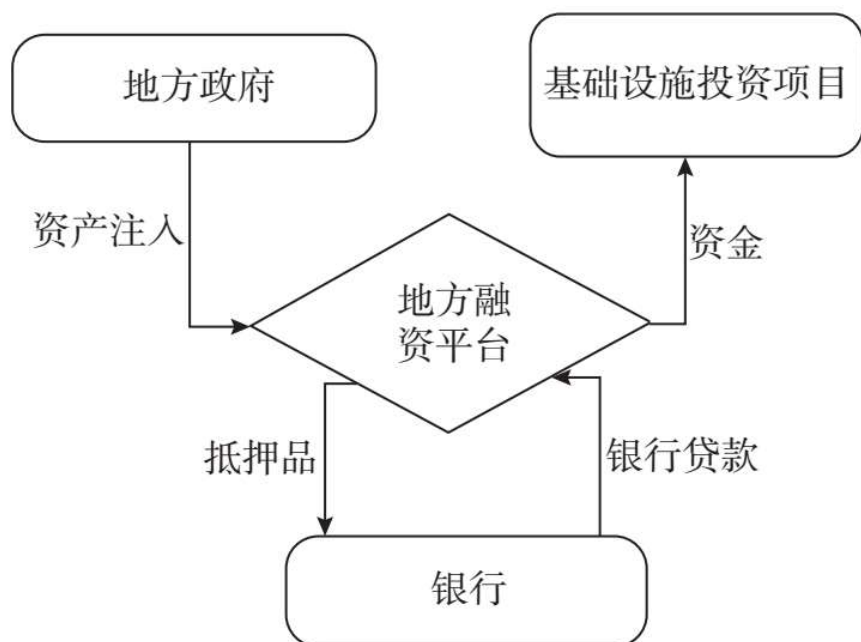 地方政府
基础设施投资项目
资产注入
资金
地方融
资平台
抵押品
银行贷款
银行